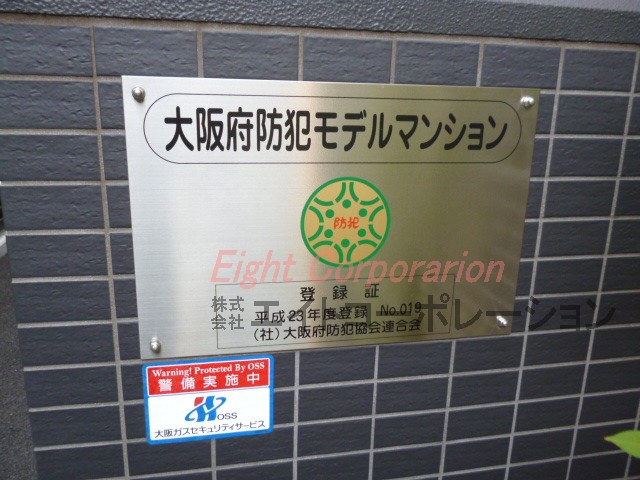 大阪府防犯モデルマンション
防犯
Eight Corporarion
登録証
株式会社 エイトコーポレーション
平成23年度登録 No.019
(社)大阪府防犯協会連合会
Warning! Protected By OSS
警備実施中
OSS
大阪ガスセキュリティサービス